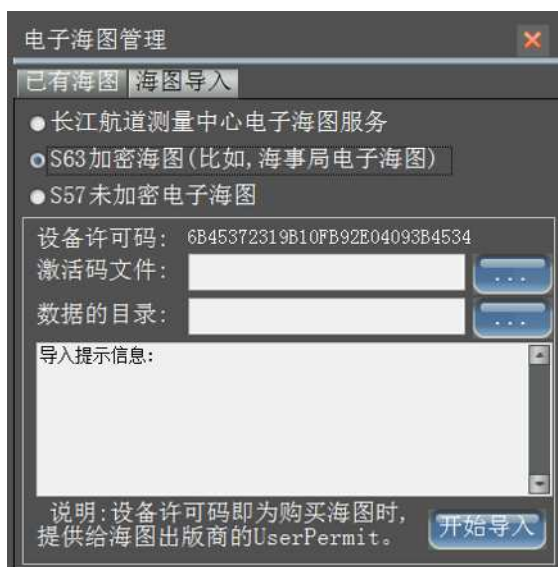 电子海图管理
已有海图 海图导入
长江航道测量中心电子海图服务
S63加密海图(比如,海事局电子海图)
S57未加密电子海图
设备许可码: 6B45372319B10FB92E04093B4534
激活码文件: ...
数据的目录: ...
导入提示信息:
说明:设备许可码即为购买海图时,
提供给海图出版商的UserPermit。
开始导入